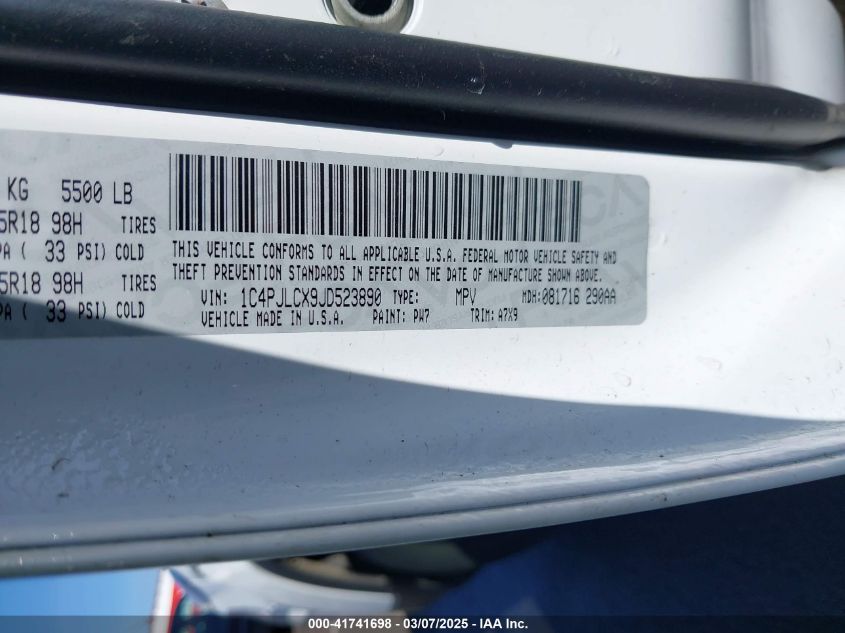 KG 5500 LB
5R18 98H TIRES
PA ( 33 PSI) COLD
5R18 98H TIRES
PA ( 33 PSI) COLD
THIS VEHICLE CONFORMS TO ALL APPLICABLE U.S.A. FEDERAL MOTOR VEHICLE SAFETY AND
THEFT PREVENTION STANDARDS IN EFFECT ON THE DATE OF MANUFACTURE SHOWN ABOVE.
VIN: 1C4PJLCX9JD523890 TYPE: MPV MDH: 081716 290AA
VEHICLE MADE IN U.S.A. PAINT: PW7 TRIM: A7X9
000-41741698 - 03/07/2025 - IAA Inc.